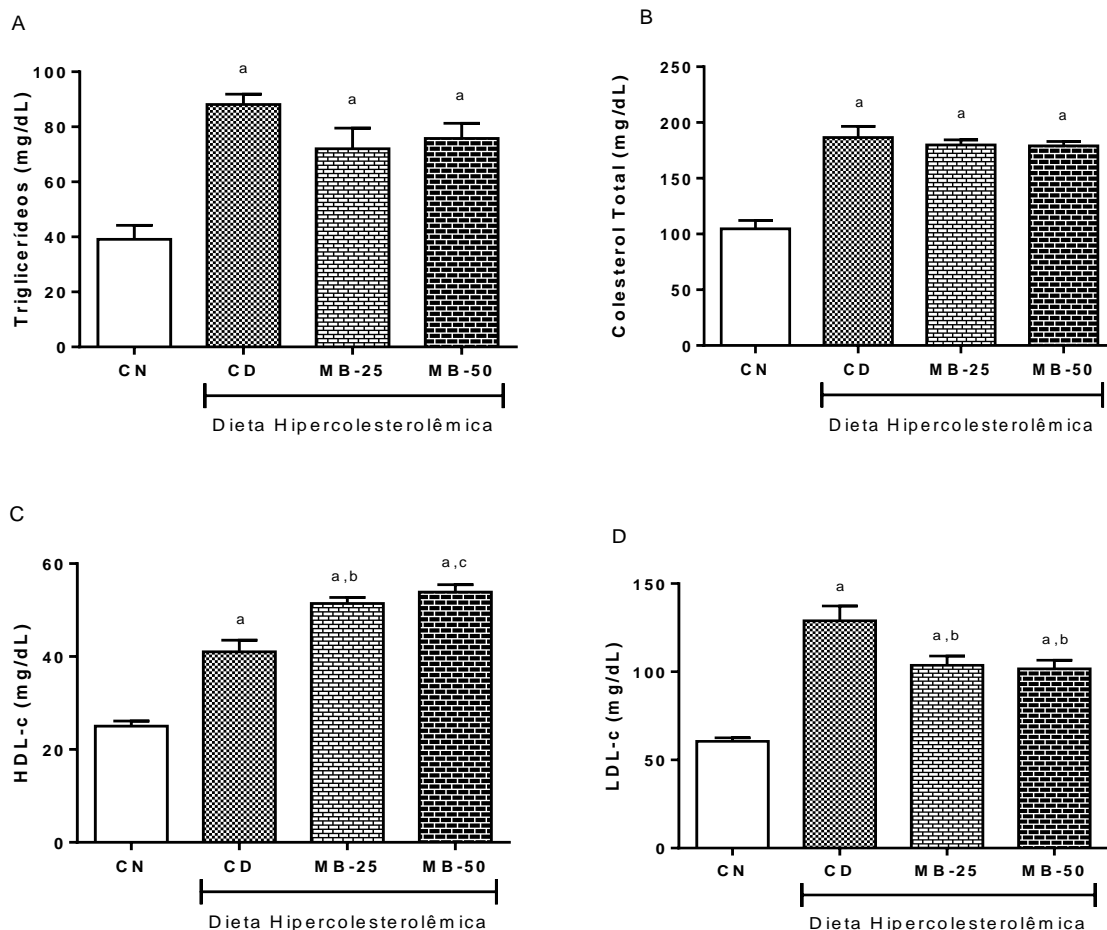 A
Triglicerídeos (mg/dL)
100
80
60
40
20
0
a
a
a
CN
CD
MB-25
MB-50
Dieta Hipercolesterolêmica
B
Colesterol Total (mg/dL)
250
200
150
100
50
0
a
a
a
CN
CD
MB-25
MB-50
Dieta Hipercolesterolêmica
C
HDL-c (mg/dL)
60
40
20
0
a
a,b
a,c
CN
CD
MB-25
MB-50
Dieta Hipercolesterolêmica
D
LDL-c (mg/dL)
150
100
50
0
a
a,b
a,b
CN
CD
MB-25
MB-50
Dieta Hipercolesterolêmica